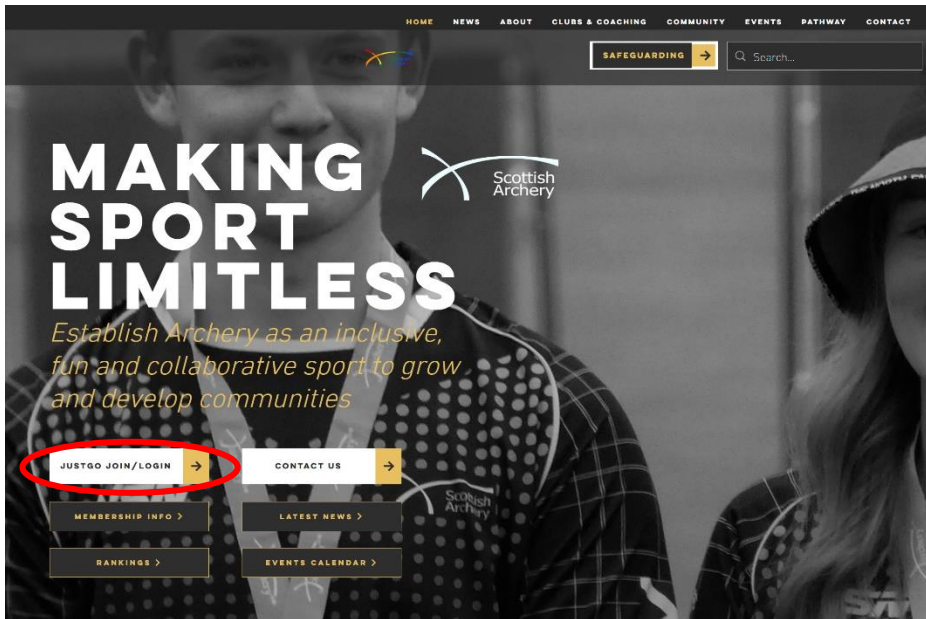 HOME NEWS ABOUT CLUBS & COACHING COMMUNITY EVENTS PATHWAY CONTACT
SAFEGUARDING → Search...
MAKING
SPORT
LIMITLESS
Scottish
Archery
Establish Archery as an inclusive,
fun and collaborative sport to grow
and develop communities
JUSTGO JOIN/LOGIN → CONTACT US →
MEMBERSHIP INFO > LATEST NEWS >
Scottish
Archery
RANKINGS > EVENTS CALENDAR >